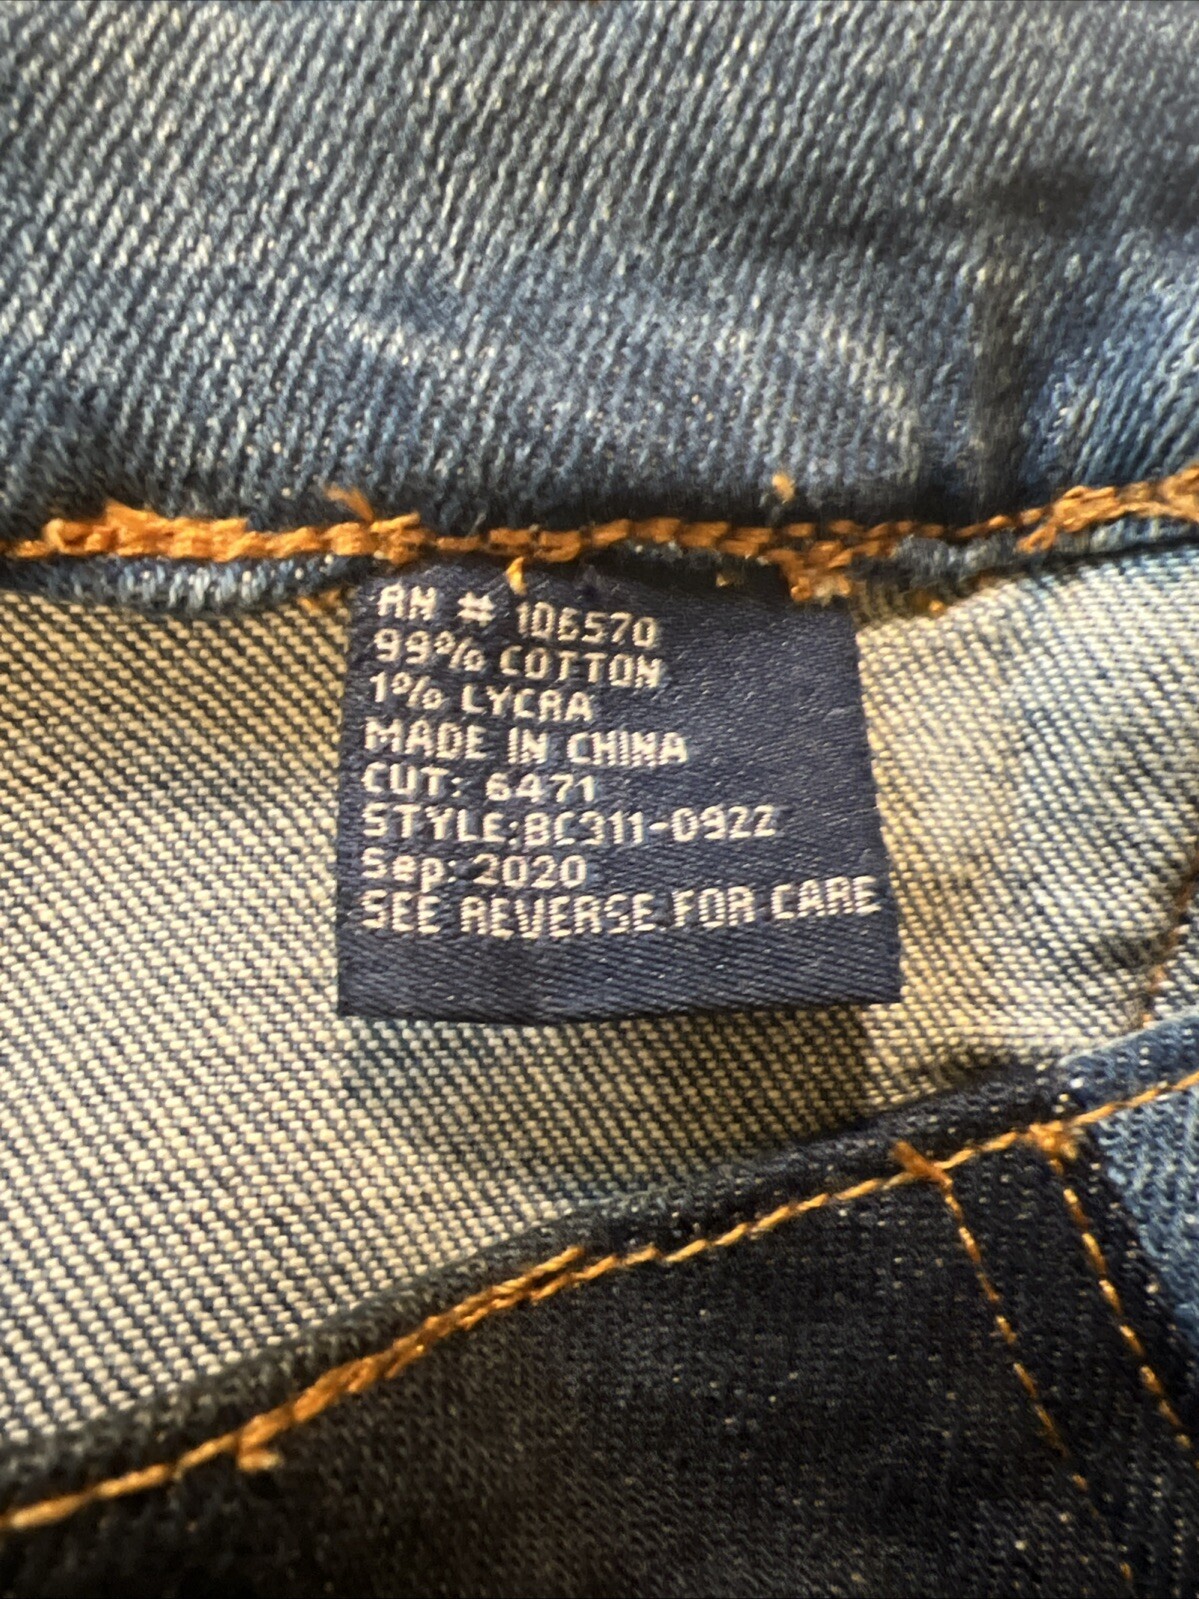 RN # 106570
99% COTTON
1% LYCRA
MADE IN CHINA
CUT: 6471
STYLE:BC911-0922
Sep: 2020
SEE REVERSE FOR CARE